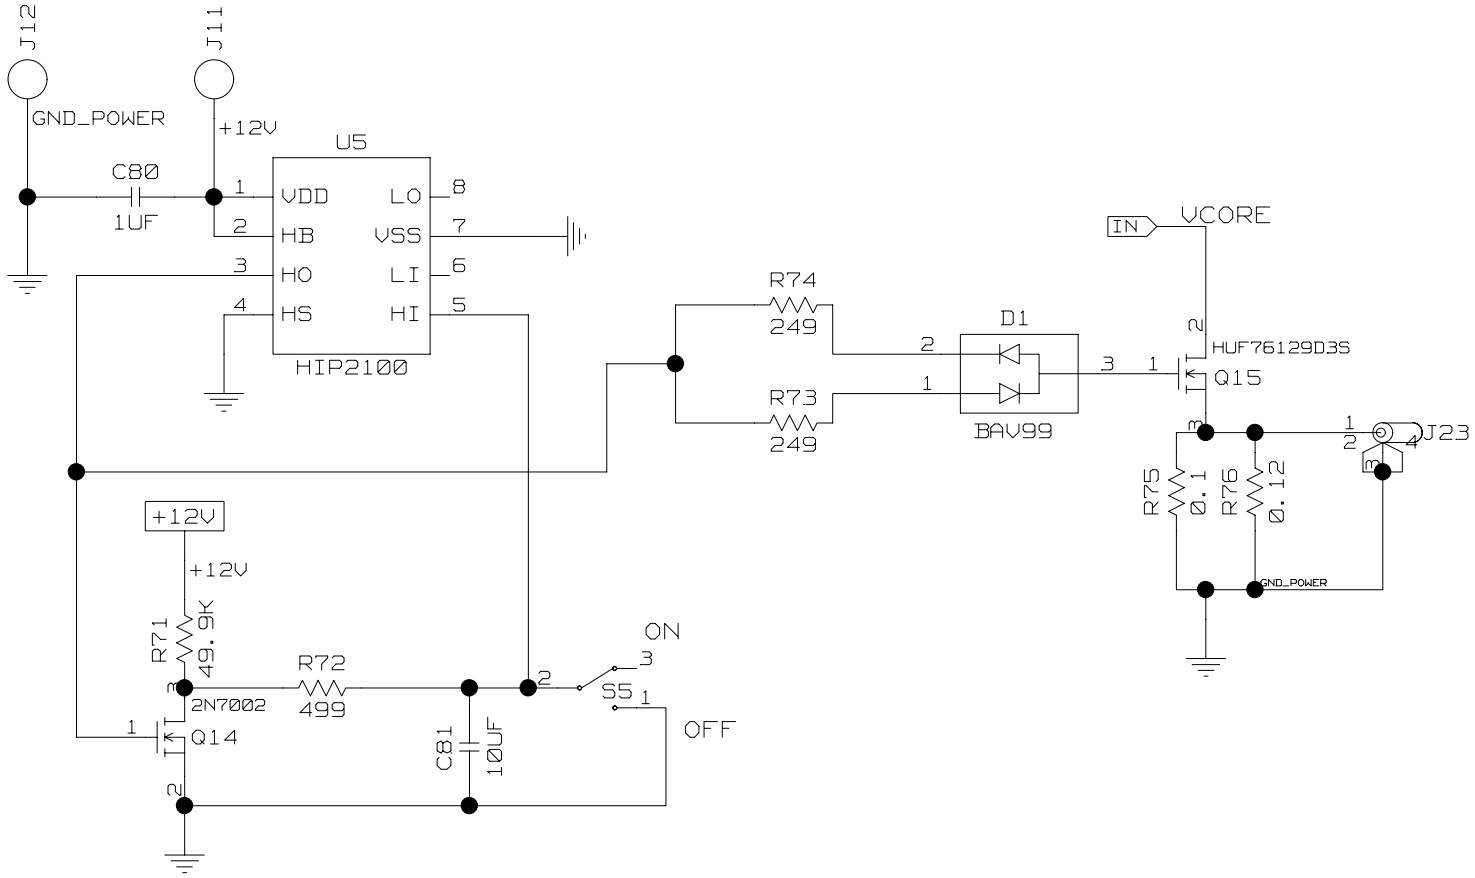 J12
J11
GND_POWER
+12V
U5
C80
1UF
1 VDD
2 HB
3 HO
4 HS
LO 8
VSS 7
LI 6
HI 5
HIP2100
IN
VCORE
R74
249
R73
249
D1
2
1
3
BAV99
2
HUF76129D3S
1
Q15
3
1
2
3
4
J23
R75
0.1
R76
0.12
GND_POWER
+12V
+12V
R71
49.9K
3
2N7002
1
Q14
2
R72
499
C81
10UF
2
ON
3
S5
1
OFF